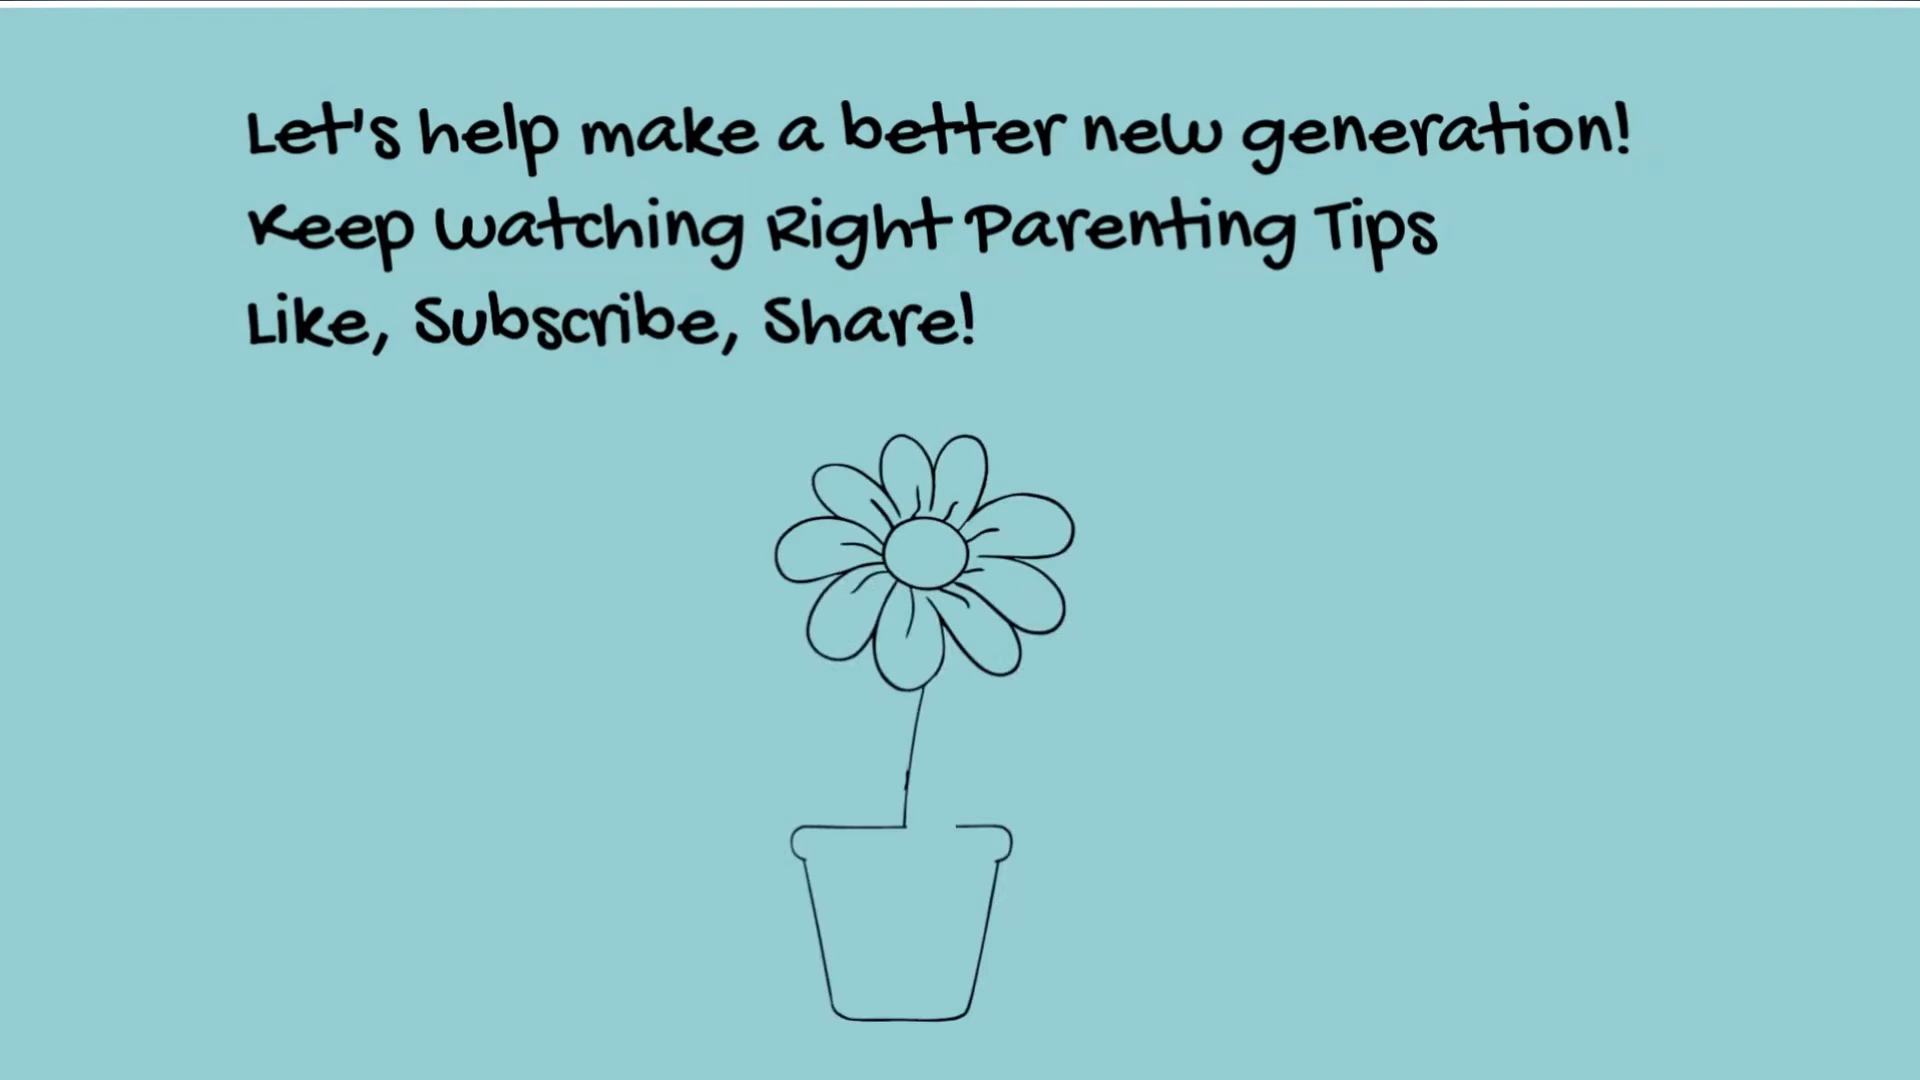 Let's help make a better new generation!
Keep watching Right Parenting Tips
Like, Subscribe, Share!